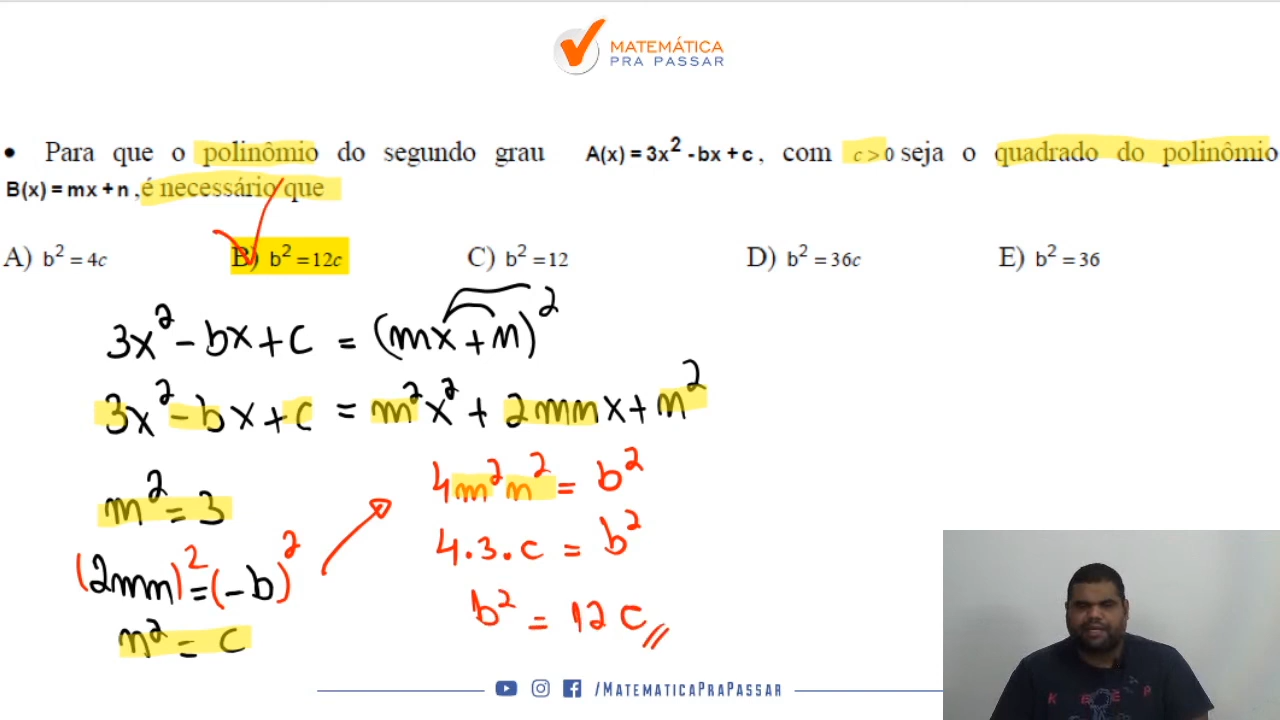 MATEMÁTICA
PRA PASSAR
• Para que o polinômio do segundo grau A(x) = 3x² - bx + c, com c > 0 seja o quadrado do polinômio
B(x) = mx + n, é necessário que
A) b² = 4c B) b² = 12c C) b² = 12 D) b² = 36c E) b² = 36
3x² - bx + c = (mx + n)²
3x² - bx + c = m²x² + 2mnx + n²
m² = 3
(2mn)² = (-b)²
n² = c
4m²n² = b²
4.3.c = b²
b² = 12c
/MatematicaPraPassar